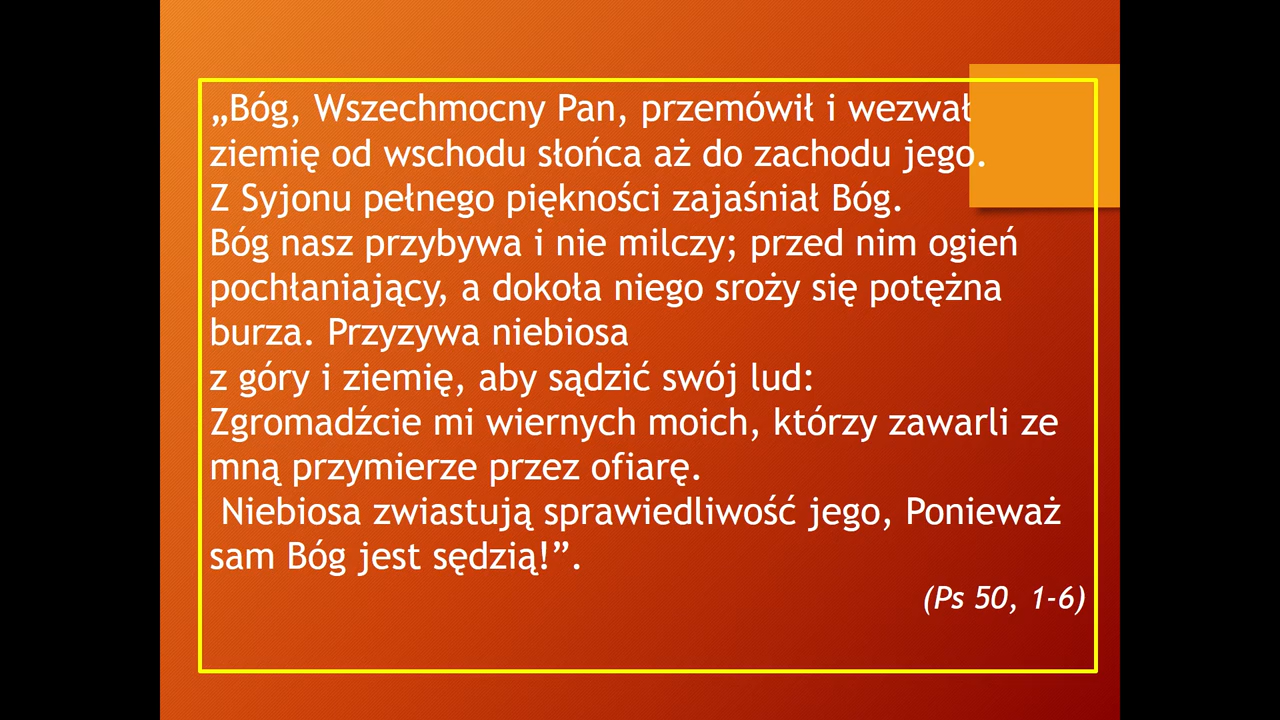 „Bóg, Wszechmocny Pan, przemówił i wezwał
ziemię od wschodu słońca aż do zachodu jego.
Z Syjonu pełnego piękności zajaśniał Bóg.
Bóg nasz przybywa i nie milczy; przed nim ogień
pochłaniający, a dokoła niego sroży się potężna
burza. Przyzywa niebiosa
z góry i ziemię, aby sądzić swój lud:
Zgromadźcie mi wiernych moich, którzy zawarli ze
mną przymierze przez ofiarę.
Niebiosa zwiastują sprawiedliwość jego, Ponieważ
sam Bóg jest sędzią!”.
(Ps 50, 1-6)